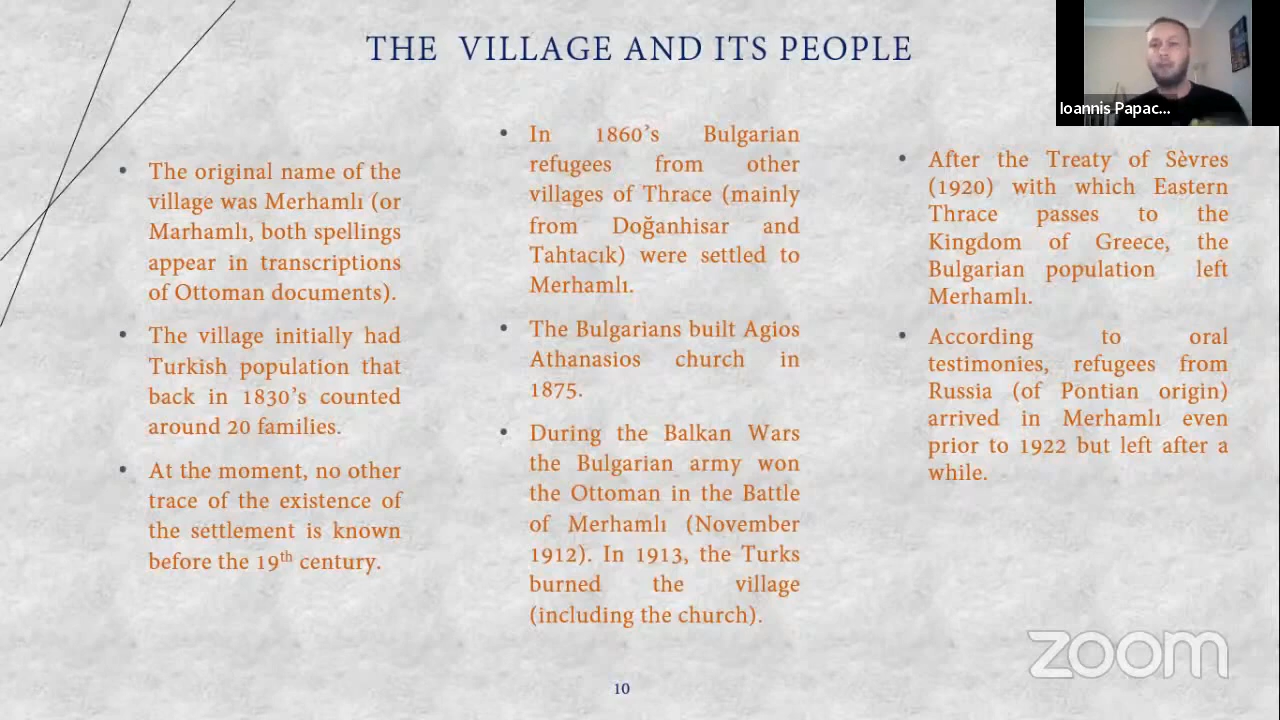 THE VILLAGE AND ITS PEOPLE
Ioannis Papac...
• The original name of the
village was Merhamlı (or
Marhamlı, both spellings
appear in transcriptions
of Ottoman documents).
• The village initially had
Turkish population that
back in 1830’s counted
around 20 families.
• At the moment, no other
trace of the existence of
the settlement is known
before the 19th century.
• In 1860’s Bulgarian
refugees from other
villages of Thrace (mainly
from Doğanhisar and
Tahtacık) were settled to
Merhamlı.
• The Bulgarians built Agios
Athanasios church in
1875.
• During the Balkan Wars
the Bulgarian army won
the Ottoman in the Battle
of Merhamlı (November
1912). In 1913, the Turks
burned the village
(including the church).
• After the Treaty of Sèvres
(1920) with which Eastern
Thrace passes to the
Kingdom of Greece, the
Bulgarian population left
Merhamlı.
• According to oral
testimonies, refugees from
Russia (of Pontian origin)
arrived in Merhamlı even
prior to 1922 but left after a
while.
zoom
10